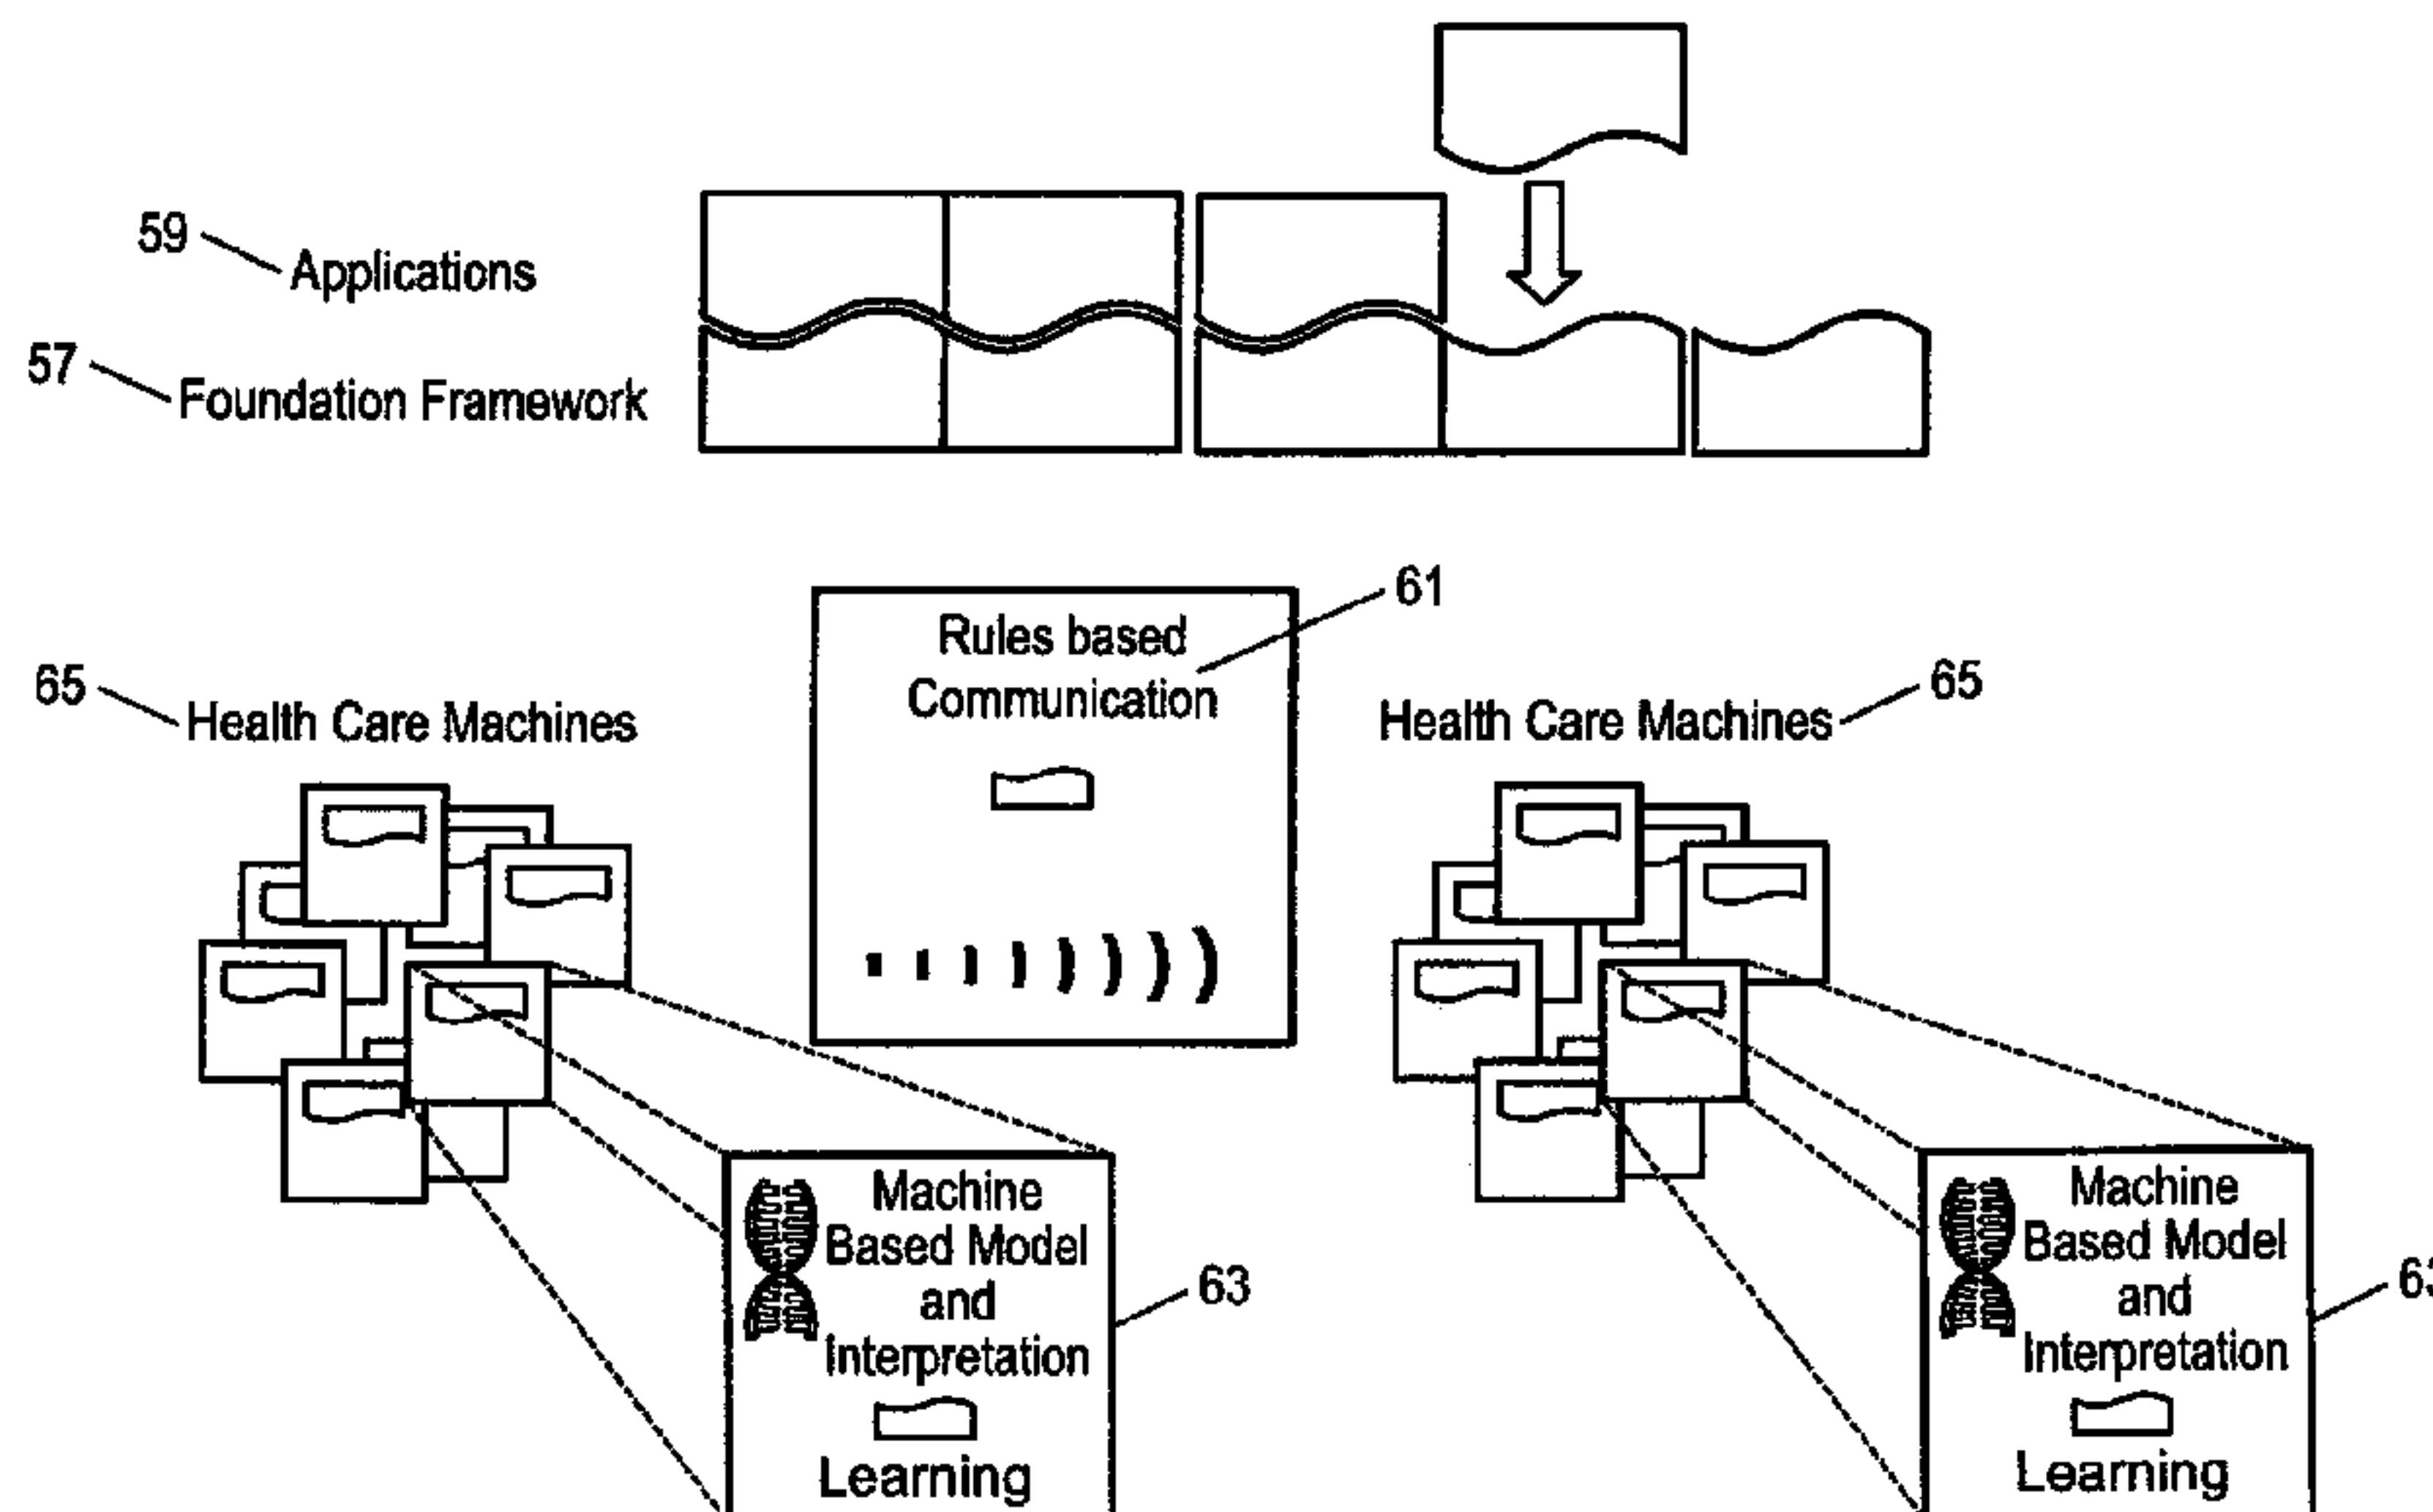 59
Applications
57
Foundation Framework
61
Rules based
Communication
65
Health Care Machines
65
Health Care Machines
Machine
Based Model
and
Interpretation
Learning
63
Machine
Based Model
and
Interpretation
Learning
63